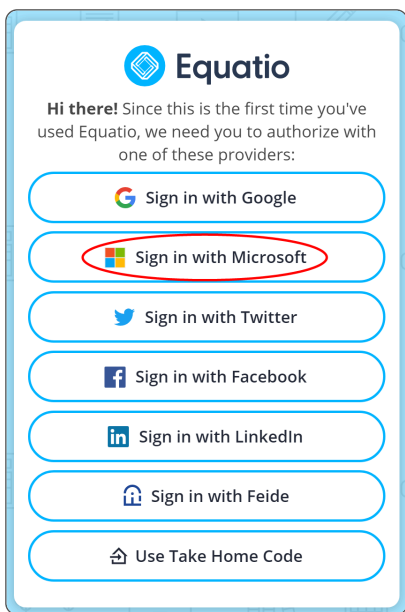 Equatio
Hi there! Since this is the first time you've
used Equatio, we need you to authorize with
one of these providers:
Sign in with Google
Sign in with Microsoft
Sign in with Twitter
Sign in with Facebook
in Sign in with LinkedIn
Sign in with Feide
Use Take Home Code